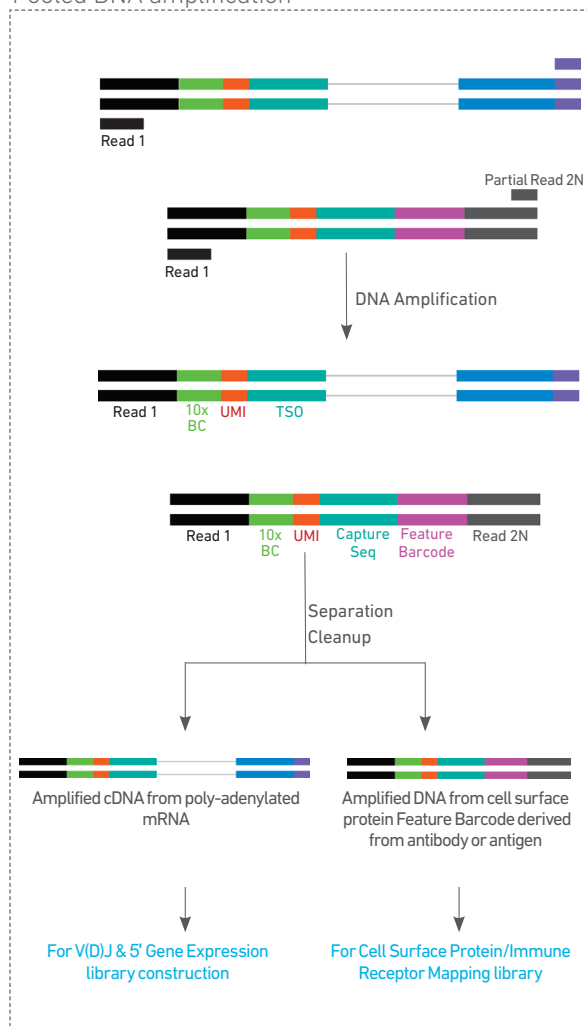 Pooled DNA amplification
Read 1
Partial Read 2N
Read 1
DNA Amplification
Read 1 10x BC UMI TSO
Read 1 10x BC UMI Capture Seq Feature Barcode Read 2N
Separation
Cleanup
Amplified cDNA from poly-adenylated
mRNA
Amplified DNA from cell surface
protein Feature Barcode derived
from antibody or antigen
For V(D)J & 5' Gene Expression
library construction
For Cell Surface Protein/Immune
Receptor Mapping library